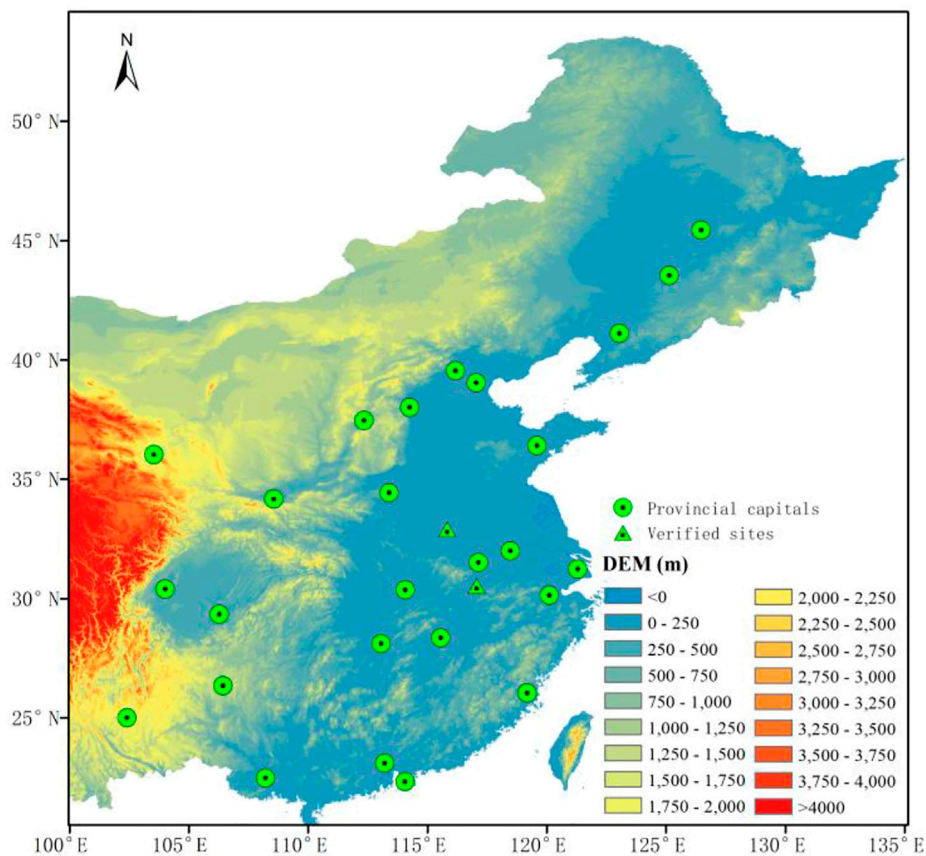 N
50° N
45° N
40° N
35° N
30° N
25° N
Provincial capitals
Verified sites
DEM (m)
<0
0 - 250
250 - 500
500 - 750
750 - 1,000
1,000 - 1,250
1,250 - 1,500
1,500 - 1,750
1,750 - 2,000
2,000 - 2,250
2,250 - 2,500
2,500 - 2,750
2,750 - 3,000
3,000 - 3,250
3,250 - 3,500
3,500 - 3,750
3,750 - 4,000
>4000
100° E 105° E 110° E 115° E 120° E 125° E 130° E 135° E